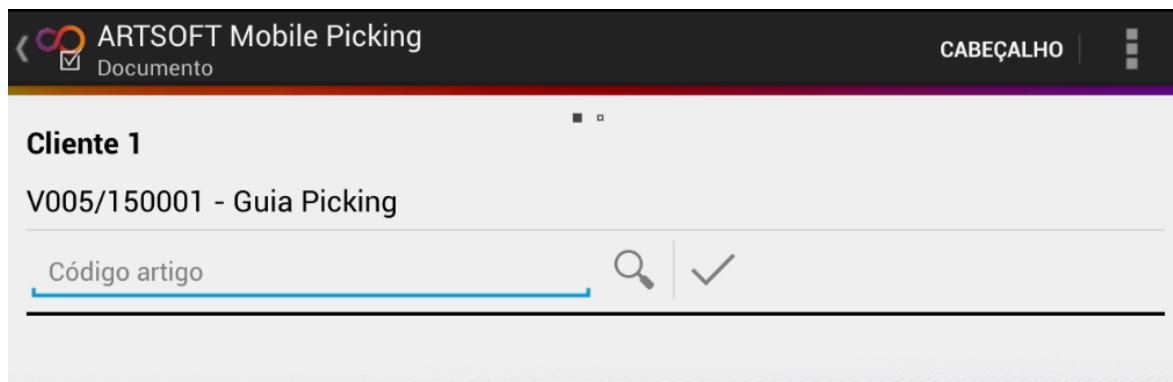 ARTSOFT Mobile Picking
Documento
CABEÇALHO
Cliente 1
V005/150001 - Guia Picking
Código artigo